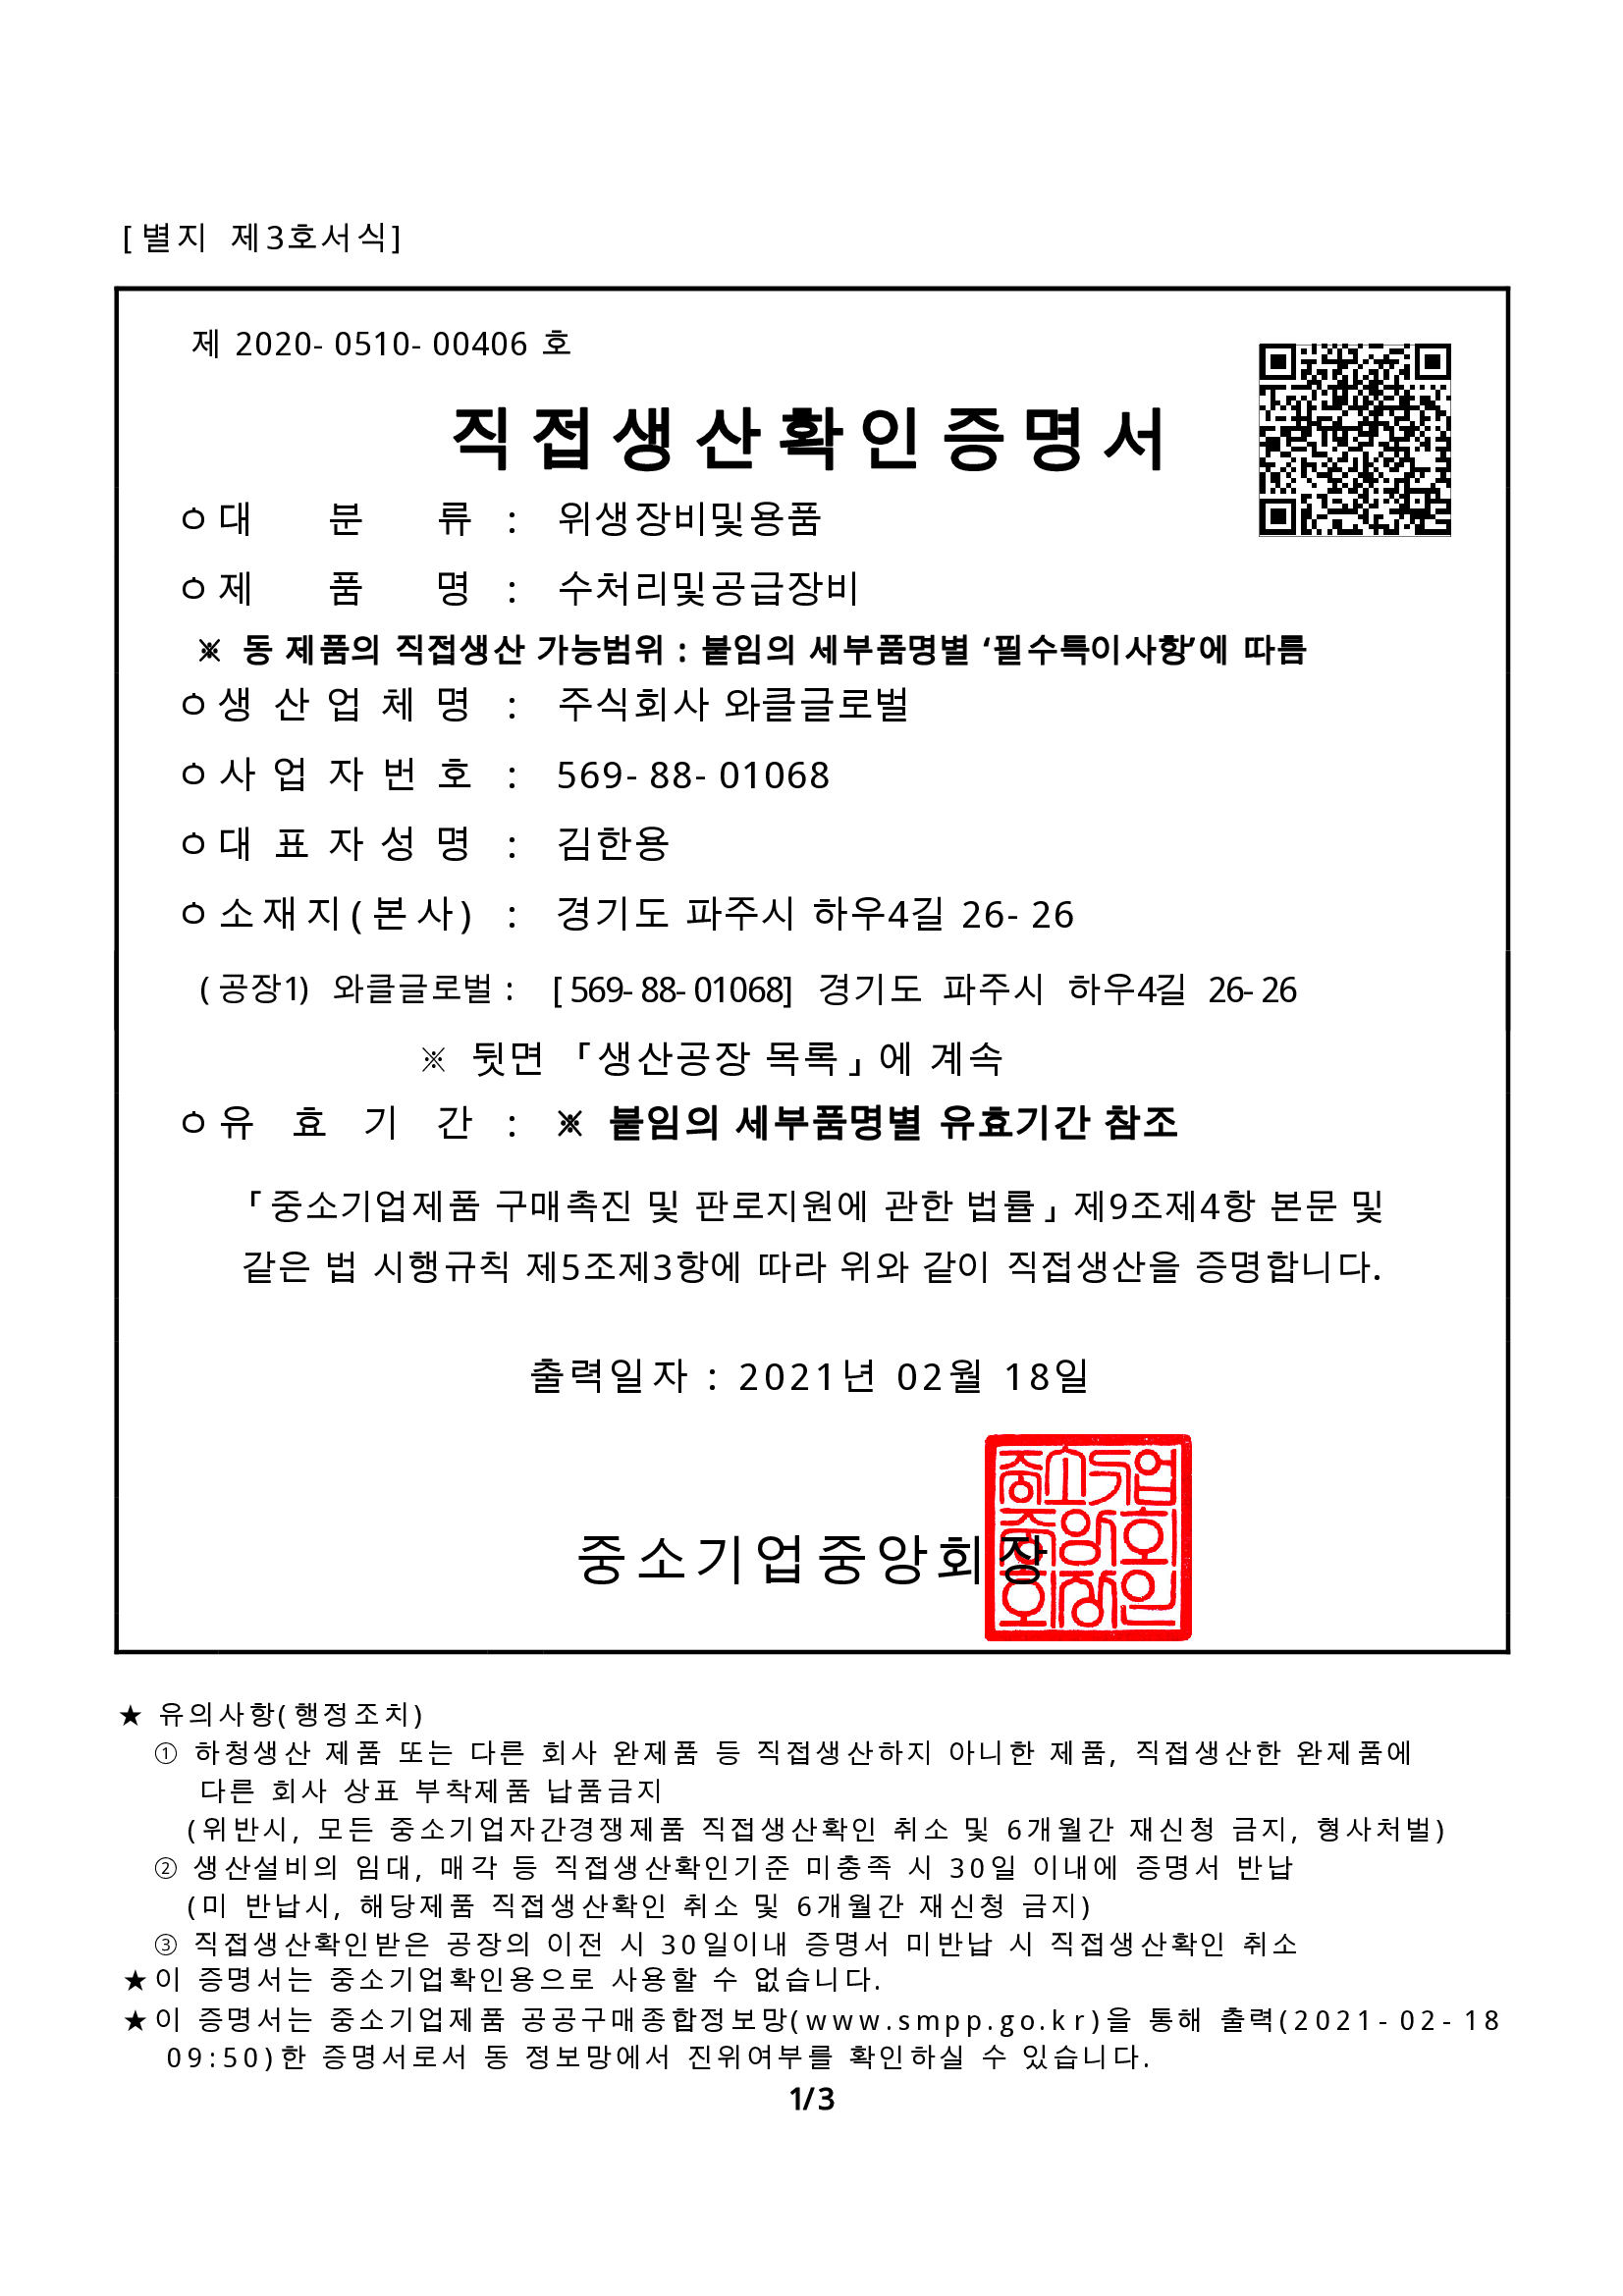 [별지 제3호서식]
제 2020-0510-00406 호
직접생산확인증명서
ㅇ대 분 류 : 위생장비및용품
ㅇ제 품 명 : 수처리및공급장비
※ 동 제품의 직접생산 가능범위 : 붙임의 세부품명별 ‘필수특이사항’에 따름
ㅇ생 산 업 체 명 : 주식회사 와클글로벌
ㅇ사 업 자 번 호 : 569-88-01068
ㅇ대 표 자 성 명 : 김한용
ㅇ소재지(본사) : 경기도 파주시 하우4길 26-26
(공장1) 와클글로벌 : [569-88-01068] 경기도 파주시 하우4길 26-26
※ 뒷면 「생산공장 목록」에 계속
ㅇ유 효 기 간 : ※ 붙임의 세부품명별 유효기간 참조
「중소기업제품 구매촉진 및 판로지원에 관한 법률」제9조제4항 본문 및
같은 법 시행규칙 제5조제3항에 따라 위와 같이 직접생산을 증명합니다.
출력일자 : 2021년 02월 18일
중소기업중앙회장
중소기업
중앙회
회장인
★ 유의사항(행정조치)
① 하청생산 제품 또는 다른 회사 완제품 등 직접생산하지 아니한 제품, 직접생산한 완제품에
다른 회사 상표 부착제품 납품금지
(위반시, 모든 중소기업자간경쟁제품 직접생산확인 취소 및 6개월간 재신청 금지, 형사처벌)
② 생산설비의 임대, 매각 등 직접생산확인기준 미충족 시 30일 이내에 증명서 반납
(미 반납시, 해당제품 직접생산확인 취소 및 6개월간 재신청 금지)
③ 직접생산확인받은 공장의 이전 시 30일이내 증명서 미반납 시 직접생산확인 취소
★이 증명서는 중소기업확인용으로 사용할 수 없습니다.
★이 증명서는 중소기업제품 공공구매종합정보망(www.smpp.go.kr)을 통해 출력(2021-02-18
09:50)한 증명서로서 동 정보망에서 진위여부를 확인하실 수 있습니다.
1/3